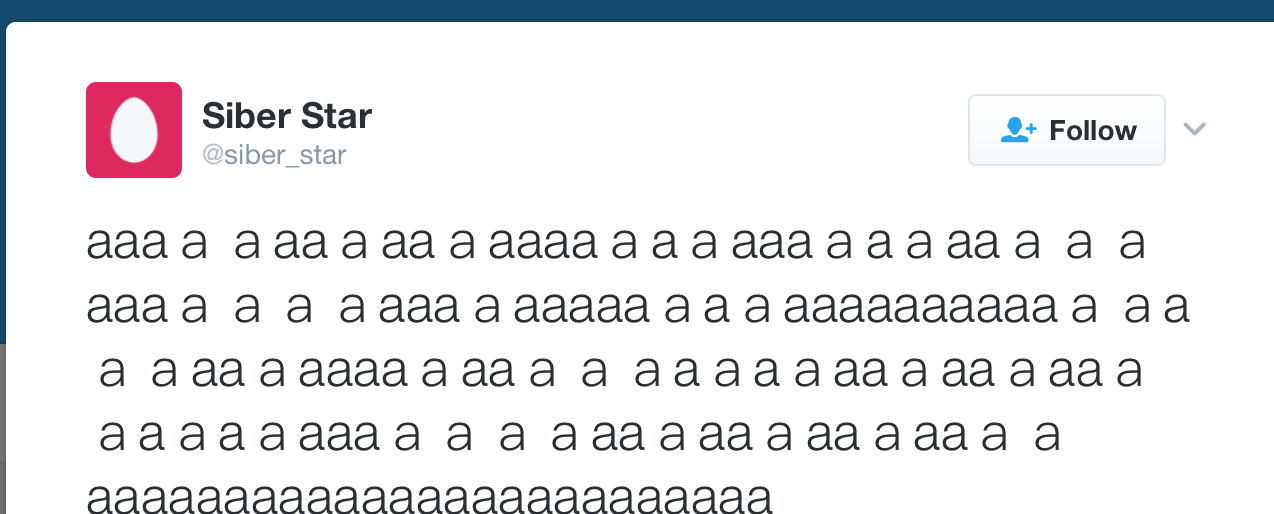 Siber Star
@siber_star
Follow
aaa a  a aa a aa a aaaa a a a aaa a a a aa a  a  a
aaa a  a  a  a aaa a aaaaa a a a aaaaaaaaaa a  a a
 a  a aa a aaaa a aa a  a  a a a a a aa a aa a aa a
 a a a a a aaa a  a  a  a aa a aa a aa a aa a  a
aaaaaaaaaaaaaaaaaaaaaaaaa